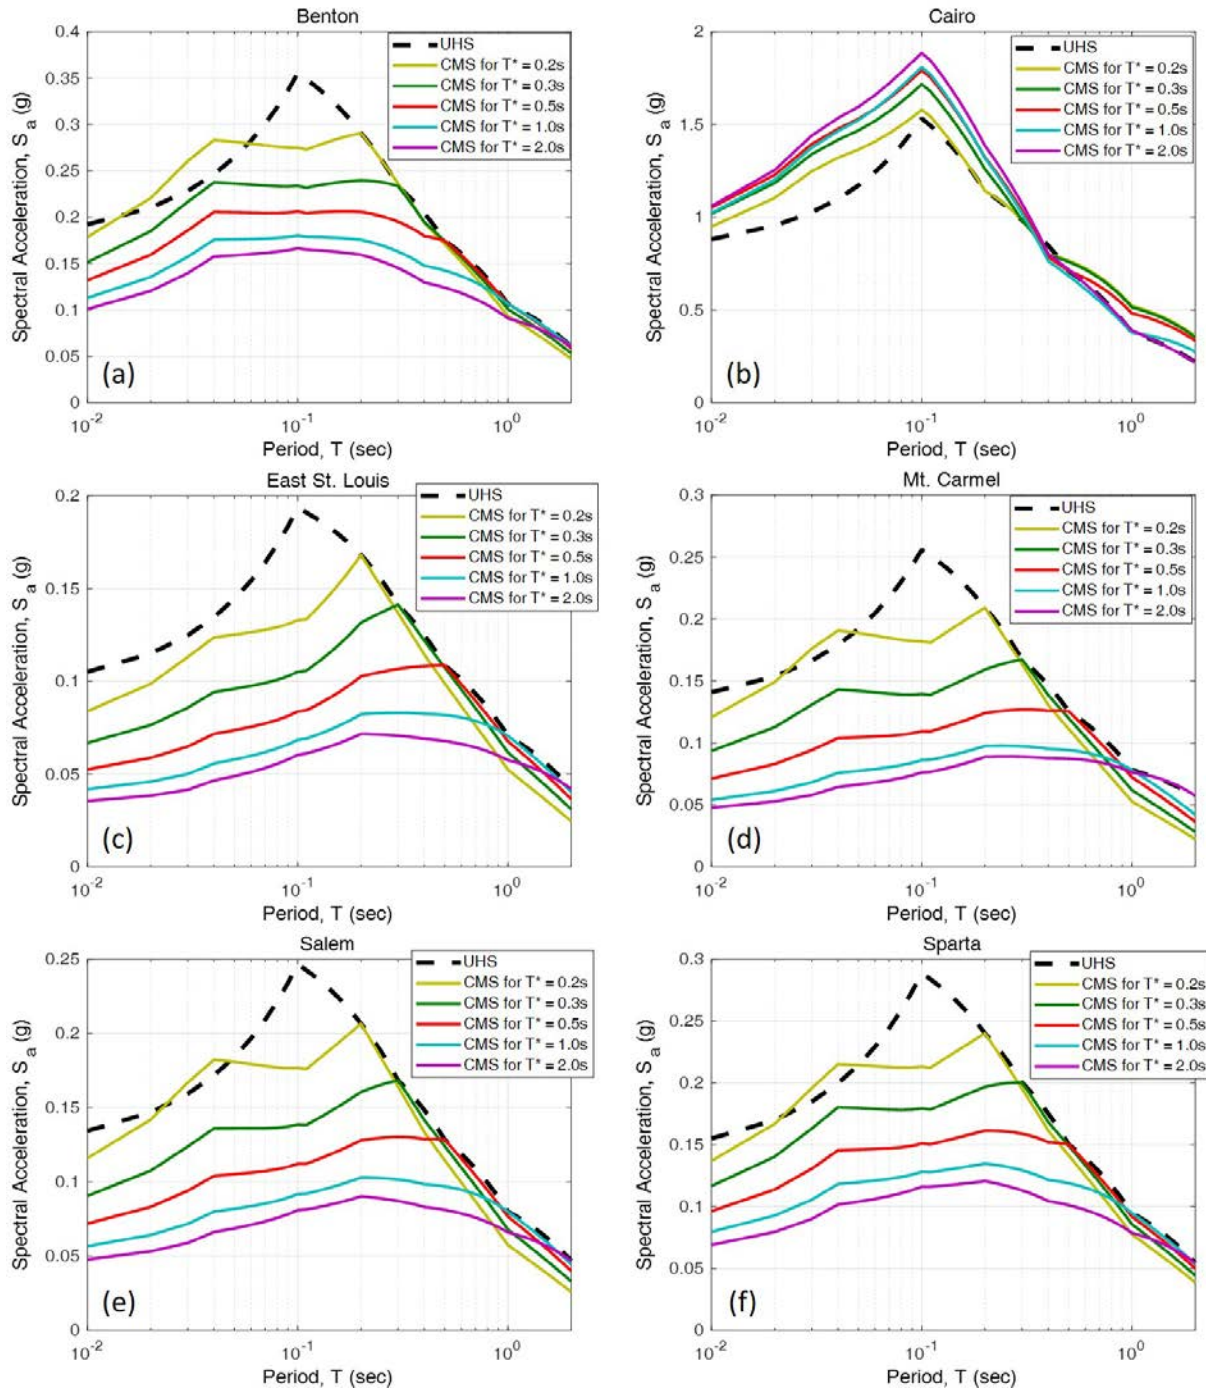 Benton
0.4
0.35
0.3
0.25
0.2
0.15
0.1
0.05
0
Spectral Acceleration, S a (g)
UHS
CMS for T* = 0.2s
CMS for T* = 0.3s
CMS for T* = 0.5s
CMS for T* = 1.0s
CMS for T* = 2.0s
(a)
10-2
10-1
100
Period, T (sec)
Cairo
2
1.5
1
0.5
0
Spectral Acceleration, S a (g)
UHS
CMS for T* = 0.2s
CMS for T* = 0.3s
CMS for T* = 0.5s
CMS for T* = 1.0s
CMS for T* = 2.0s
(b)
10-2
10-1
100
Period, T (sec)
East St. Louis
0.2
0.15
0.1
0.05
0
Spectral Acceleration, S a (g)
UHS
CMS for T* = 0.2s
CMS for T* = 0.3s
CMS for T* = 0.5s
CMS for T* = 1.0s
CMS for T* = 2.0s
(c)
10-2
10-1
100
Period, T (sec)
Mt. Carmel
0.3
0.25
0.2
0.15
0.1
0.05
0
Spectral Acceleration, S a (g)
UHS
CMS for T* = 0.2s
CMS for T* = 0.3s
CMS for T* = 0.5s
CMS for T* = 1.0s
CMS for T* = 2.0s
(d)
10-2
10-1
100
Period, T (sec)
Salem
0.25
0.2
0.15
0.1
0.05
0
Spectral Acceleration, S a (g)
UHS
CMS for T* = 0.2s
CMS for T* = 0.3s
CMS for T* = 0.5s
CMS for T* = 1.0s
CMS for T* = 2.0s
(e)
10-2
10-1
100
Period, T (sec)
Sparta
0.3
0.25
0.2
0.15
0.1
0.05
0
Spectral Acceleration, S a (g)
UHS
CMS for T* = 0.2s
CMS for T* = 0.3s
CMS for T* = 0.5s
CMS for T* = 1.0s
CMS for T* = 2.0s
(f)
10-2
10-1
100
Period, T (sec)